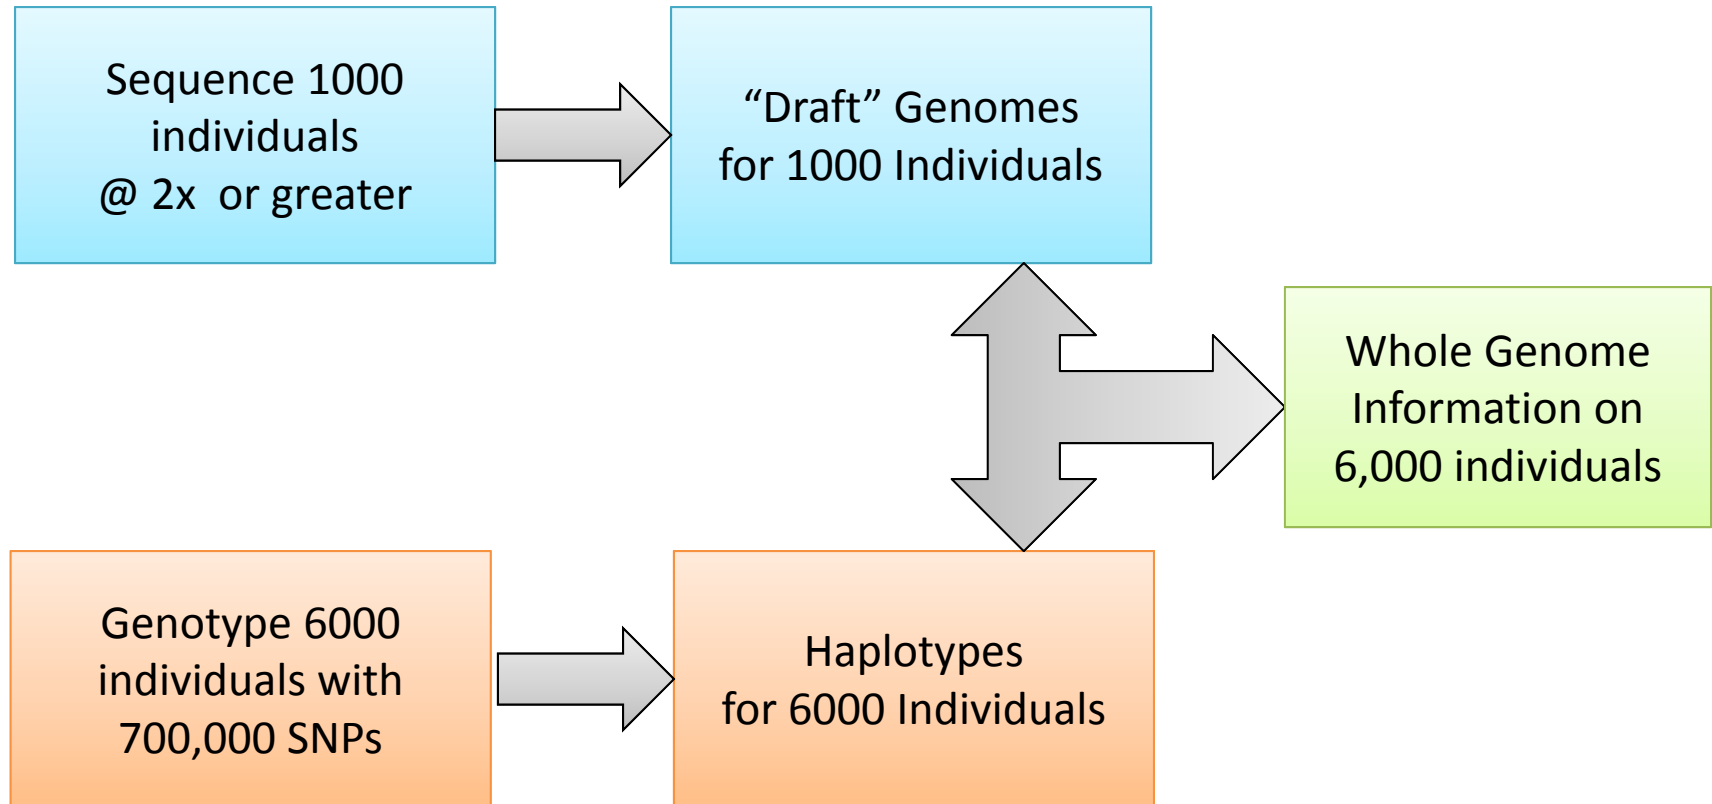 Sequence 1000
individuals
@ 2x or greater
“Draft” Genomes
for 1000 Individuals
Whole Genome
Information on
6,000 individuals
Genotype 6000
individuals with
700,000 SNPs
Haplotypes
for 6000 Individuals